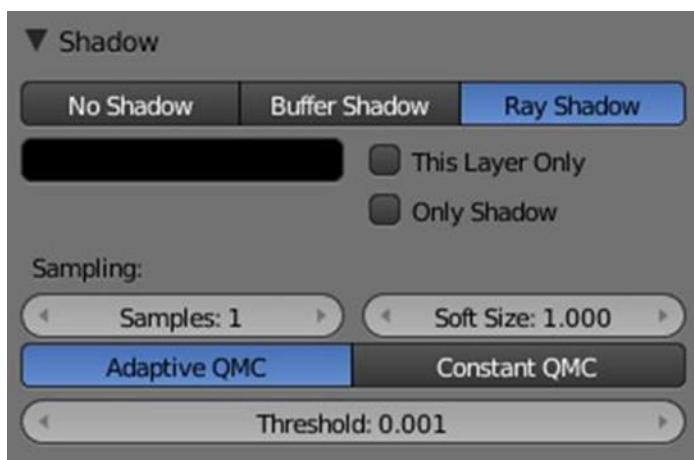 Shadow
No Shadow Buffer Shadow Ray Shadow
This Layer Only
Only Shadow
Sampling:
Samples: 1 Soft Size: 1.000
Adaptive QMC Constant QMC
Threshold: 0.001